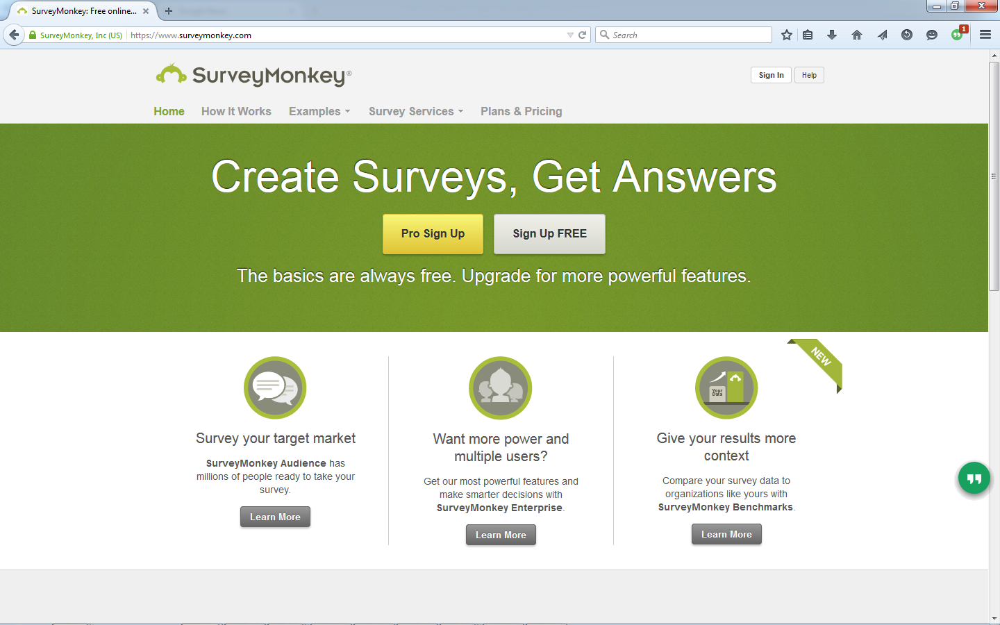 SurveyMonkey: Free online...
SurveyMonkey, Inc (US)
https://www.surveymonkey.com
Search
1
SurveyMonkey®
Sign In
Help
Home
How It Works
Examples
Survey Services
Plans & Pricing
Create Surveys, Get Answers
Pro Sign Up
Sign Up FREE
The basics are always free. Upgrade for more powerful features.
Survey your target market
SurveyMonkey Audience has
millions of people ready to take your
survey.
Learn More
Want more power and
multiple users?
Get our most powerful features and
make smarter decisions with
SurveyMonkey Enterprise.
Learn More
NEW
Your
Data
Give your results more
context
Compare your survey data to
organizations like yours with
SurveyMonkey Benchmarks.
Learn More